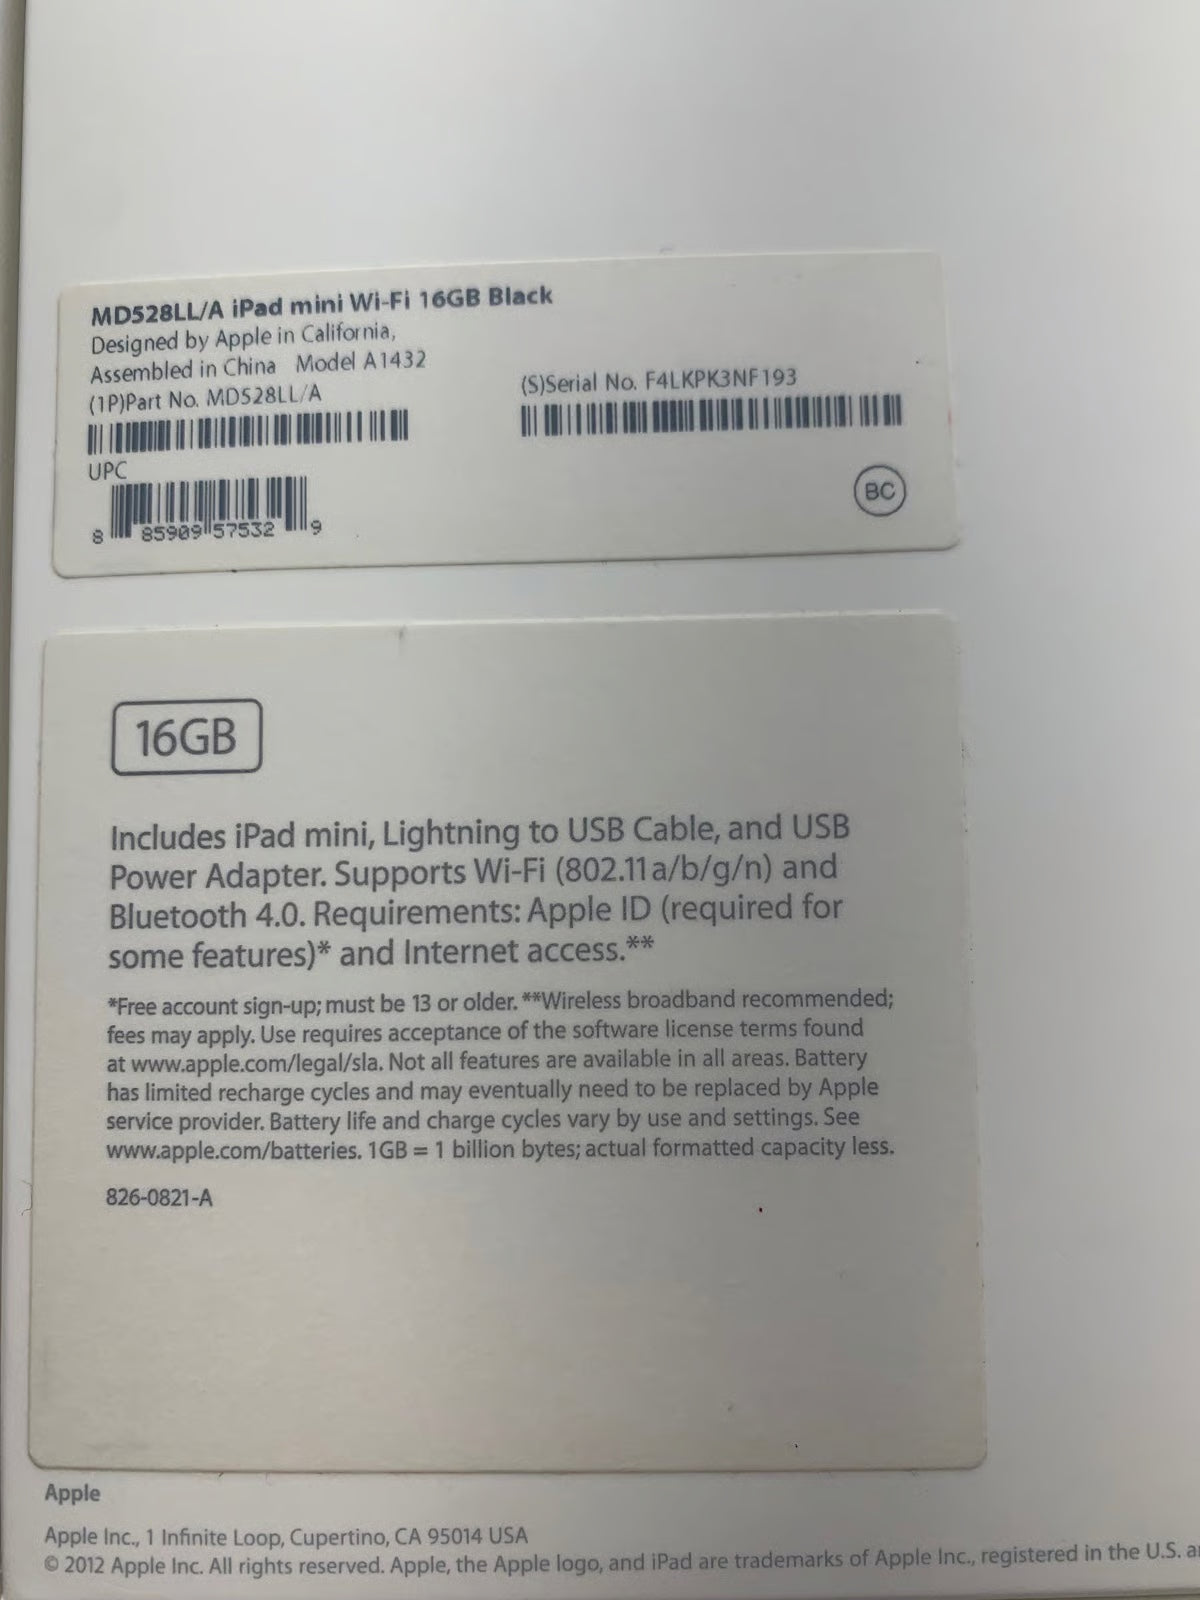 MD528LL/A iPad mini Wi-Fi 16GB Black
Designed by Apple in California,
Assembled in China Model A1432
(1P)Part No. MD528LL/A
(S)Serial No. F4LKPK3NF193
UPC
8 85909 57532 9
BC
16GB
Includes iPad mini, Lightning to USB Cable, and USB
Power Adapter. Supports Wi-Fi (802.11a/b/g/n) and
Bluetooth 4.0. Requirements: Apple ID (required for
some features)* and Internet access.**
*Free account sign-up; must be 13 or older. **Wireless broadband recommended;
fees may apply. Use requires acceptance of the software license terms found
at www.apple.com/legal/sla. Not all features are available in all areas. Battery
has limited recharge cycles and may eventually need to be replaced by Apple
service provider. Battery life and charge cycles vary by use and settings. See
www.apple.com/batteries. 1GB = 1 billion bytes; actual formatted capacity less.
826-0821-A
Apple
Apple Inc., 1 Infinite Loop, Cupertino, CA 95014 USA
© 2012 Apple Inc. All rights reserved. Apple, the Apple logo, and iPad are trademarks of Apple Inc., registered in the U.S.